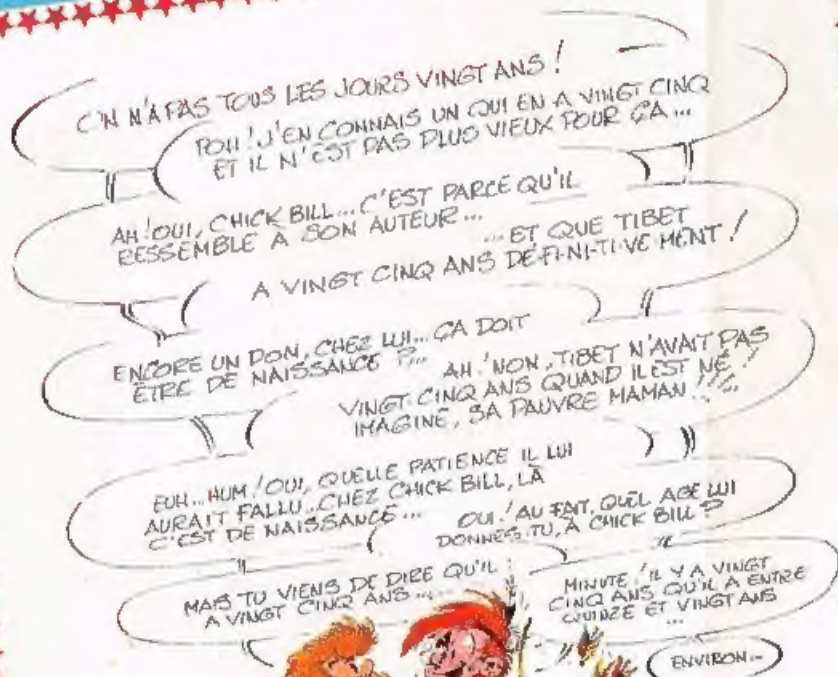 ON N'A PAS TOUS LES JOURS VINGT ANS !
POH ! J'EN CONNAIS UN QUI EN A VINGT CINQ
ET IL N'EST PAS PLUS VIEUX POUR ÇA...
AH ! OUI, CHICK BILL... C'EST PARCE QU'IL
RESSEMBLE À SON AUTEUR...
...ET QUE TIBET
A VINGT CINQ ANS DÉ-FI-NI-TI-VE-MENT !
ENCORE UN DON, CHEZ LUI... ÇA DOIT
ÊTRE DE NAISSANCE ?...
AH ! NON, TIBET N'AVAIT PAS
VINGT-CINQ ANS QUAND IL EST NÉ !
IMAGINE, SA PAUVRE MAMAN !!!...
EUH... HUM ! OUI, QUELLE PATIENCE IL LUI
AURAIT FALLU... CHEZ CHICK BILL, LÀ
C'EST DE NAISSANCE...
OUI ! AU FAIT, QUEL AGE LUI
DONNES-TU, À CHICK BILL ?
MAIS TU VIENS DE DIRE QU'IL
A VINGT CINQ ANS...
MINUTE ! IL Y A VINGT
CINQ ANS QU'IL A ENTRE
QUINZE ET VINGT ANS
...
ENVIRON...